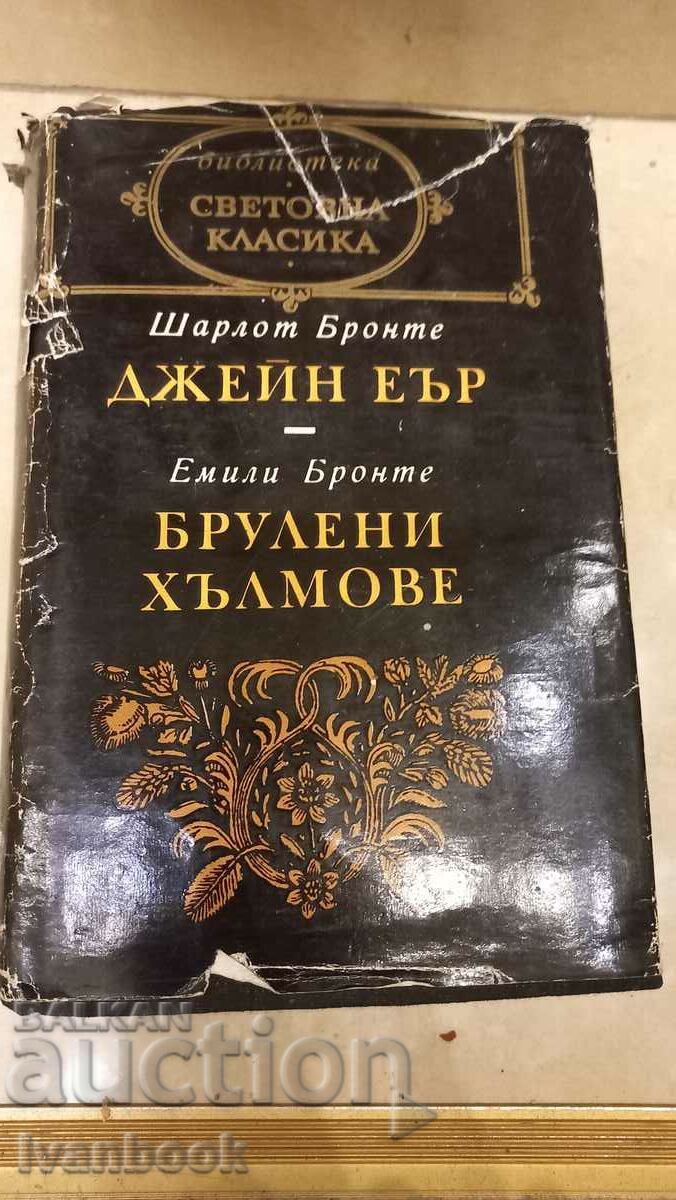 библиотека
СВЕТОВНА
КЛАСИКА
Шарлот Бронте
ДЖЕЙН ЕЪР
Емили Бронте
БРУЛЕНИ
ХЪЛМОВЕ
BALKAN
auction
Ivanbook